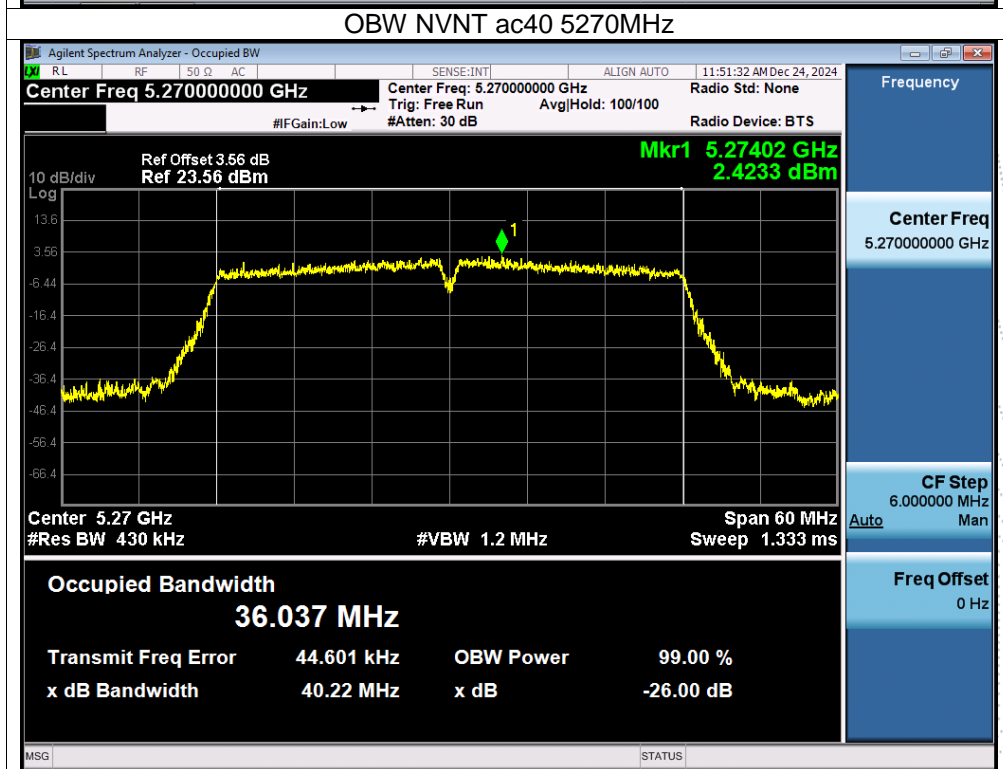 OBW NVNT ac40 5270MHz
Agilent Spectrum Analyzer - Occupied BW
LXI RL RF 50 Ω AC SENSE:INT ALIGN AUTO 11:51:32 AM Dec 24, 2024
Center Freq 5.270000000 GHz
Center Freq: 5.270000000 GHz
Radio Std: None
Trig: Free Run Avg|Hold: 100/100
#IFGain:Low #Atten: 30 dB Radio Device: BTS
Mkr1 5.27402 GHz
2.4233 dBm
Ref Offset 3.56 dB
10 dB/div Ref 23.56 dBm
Log
13.6
3.56
-6.44
-16.4
-26.4
-36.4
-46.4
-56.4
-66.4
1
Center 5.27 GHz Span 60 MHz
#Res BW 430 kHz #VBW 1.2 MHz Sweep 1.333 ms
Occupied Bandwidth
36.037 MHz
Transmit Freq Error 44.601 kHz OBW Power 99.00 %
x dB Bandwidth 40.22 MHz x dB -26.00 dB
Frequency
Center Freq
5.270000000 GHz
CF Step
6.000000 MHz
Auto Man
Freq Offset
0 Hz
MSG STATUS